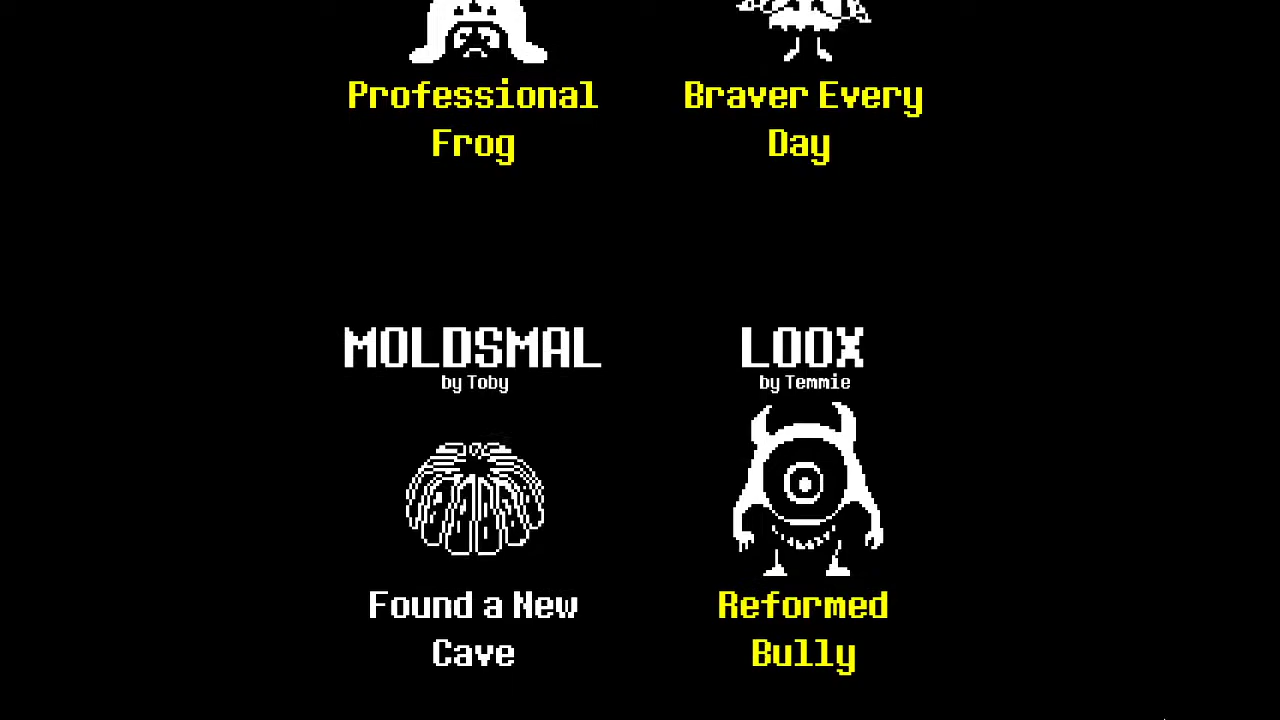 Professional
Frog
Braver Every
Day
MOLDSMAL
by Toby
LOOX
by Temmie
Found a New
Cave
Reformed
Bully